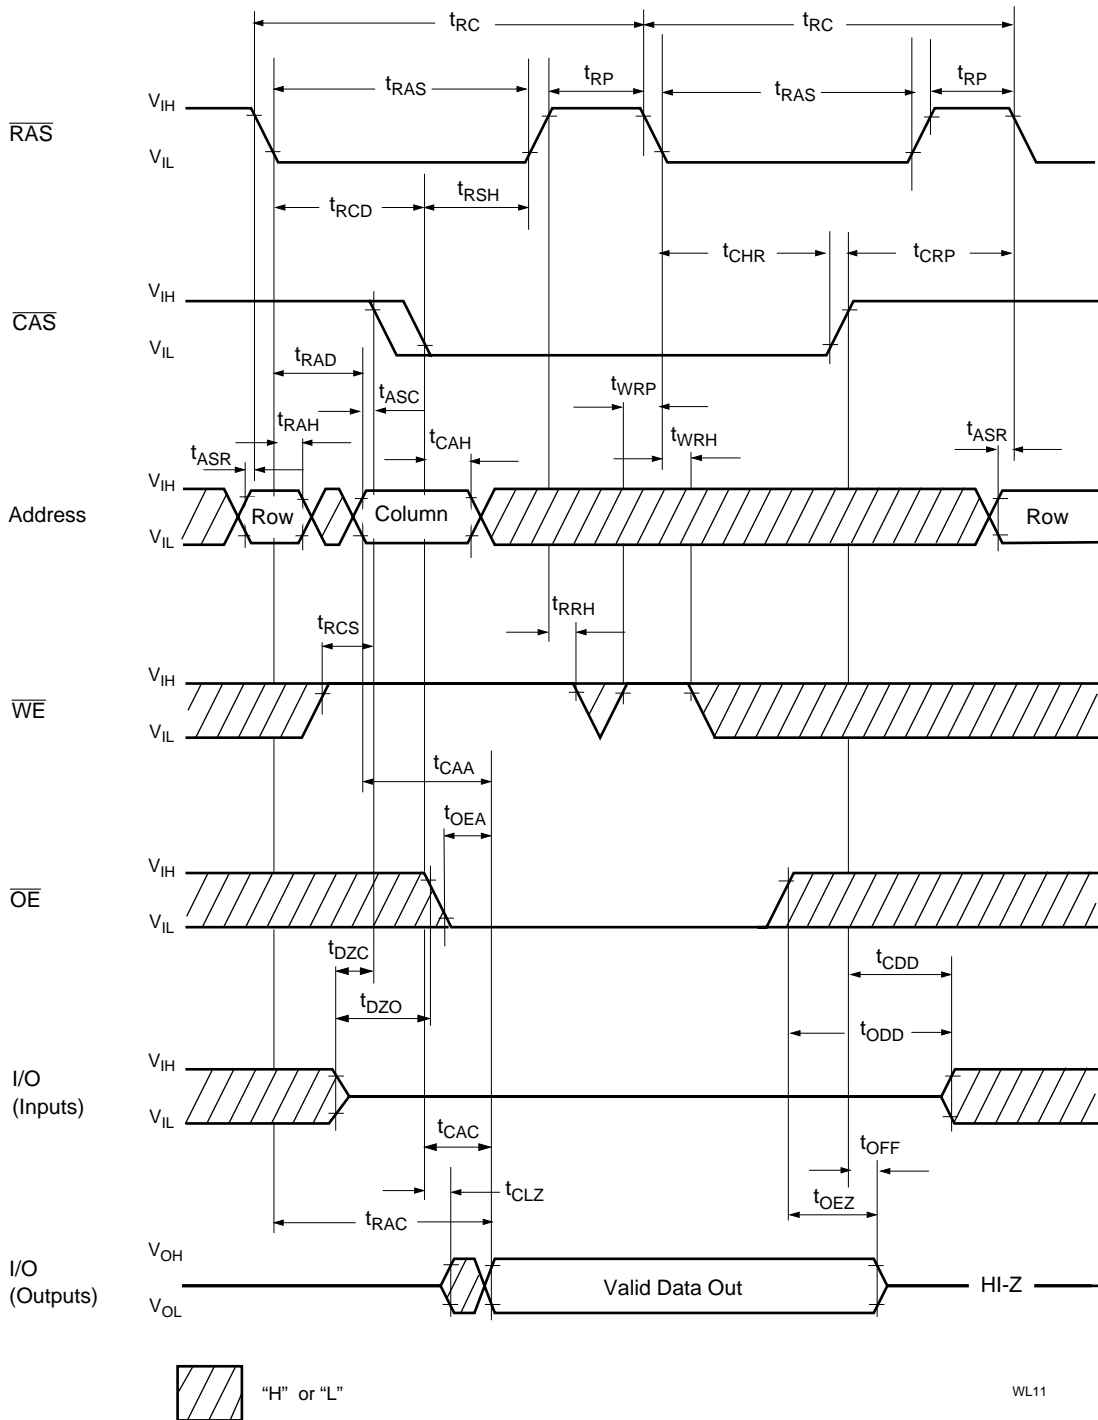 tRC tRC
tRAS tRP tRAS tRP
RAS
VIH
VIL
tRCD tRSH
tCHR tCRP
CAS
VIH
VIL
tRAD
tASC
tWRP
tRAH
tCAH
tWRH
tASR
tASR
Address
VIH
VIL
Row
Column
Row
tRRH
tRCS
WE
VIH
VIL
tCAA
tOEA
OE
VIH
VIL
tDZC
tCDD
tDZO
tODD
I/O
(Inputs)
VIH
VIL
tCAC
tOFF
tCLZ
tOEZ
tRAC
I/O
(Outputs)
VOH
VOL
Valid Data Out
HI-Z
“H” or “L”
WL11